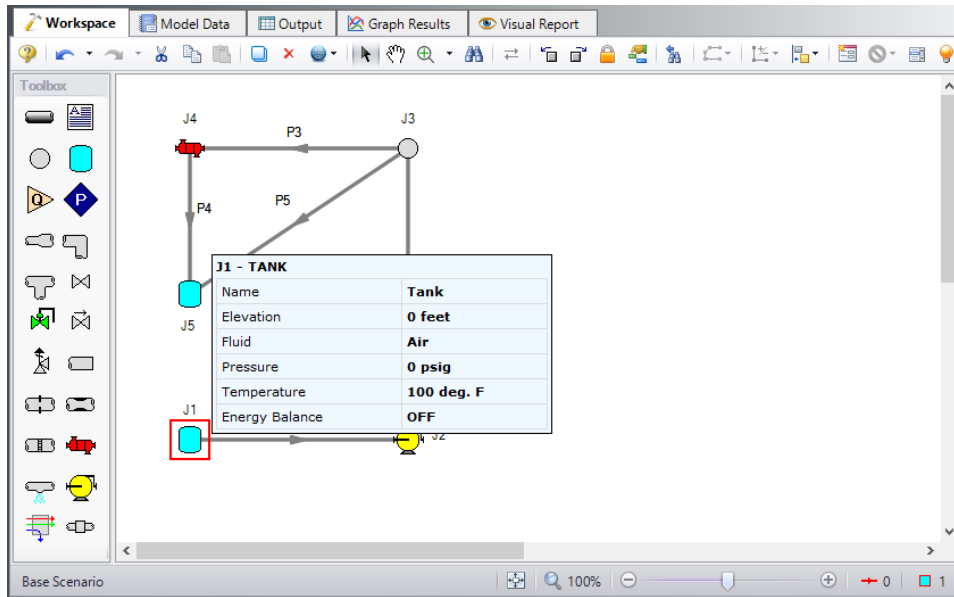 Workspace Model Data Output Graph Results Visual Report
Toolbox
A
Q P
J4 P3 J3
P4 P5
J5
J1 - TANK
Name Tank
Elevation 0 feet
Fluid Air
Pressure 0 psig
Temperature 100 deg. F
Energy Balance OFF
J1
J2
Base Scenario 100% 0 1